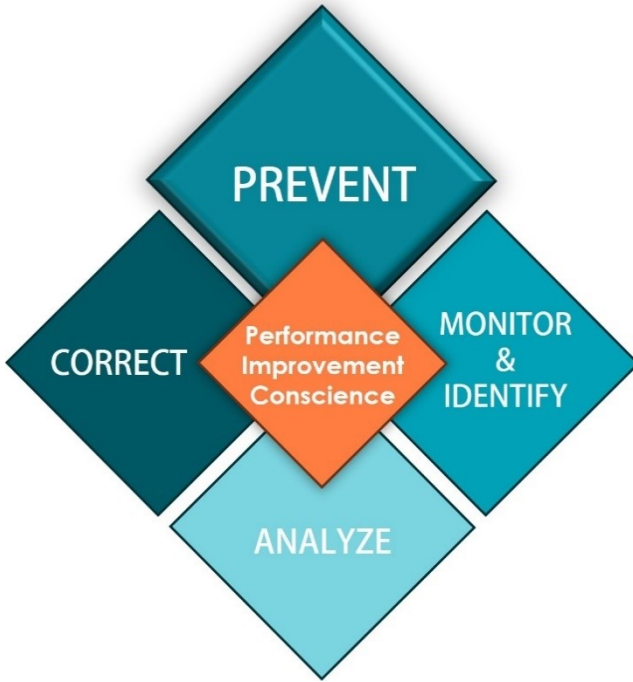 PREVENT
CORRECT
Performance
Improvement
Conscience
MONITOR
&
IDENTIFY
ANALYZE